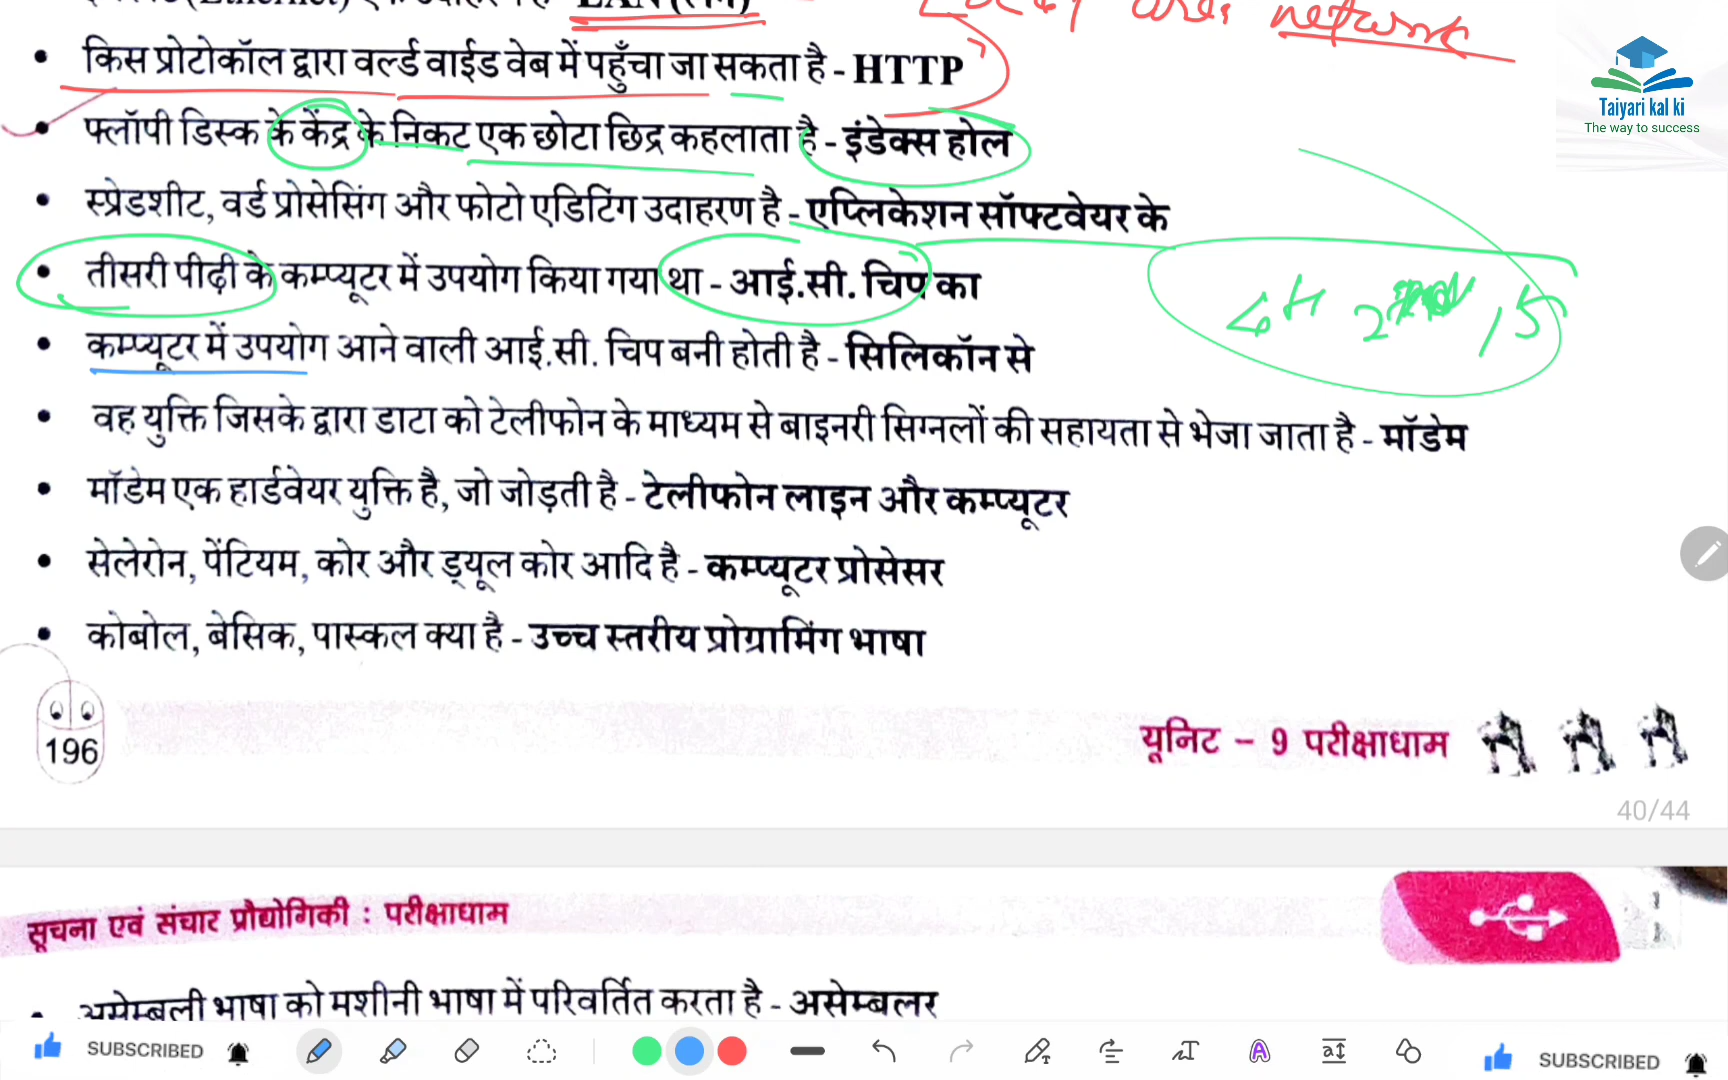 LAN
network
• किस प्रोटोकॉल द्वारा वर्ल्ड वाईड वेब में पहुँचा जा सकता है - HTTP
Taiyari kal ki
The way to success
• फ्लॉपी डिस्क के केंद्र के निकट एक छोटा छिद्र कहलाता है - इंडेक्स होल
• स्प्रेडशीट, वर्ड प्रोसेसिंग और फोटो एडिटिंग उदाहरण है - एप्लिकेशन सॉफ्टवेयर के
• तीसरी पीढ़ी के कम्प्यूटर में उपयोग किया गया था - आई.सी. चिप का
• कम्प्यूटर में उपयोग आने वाली आई.सी. चिप बनी होती है - सिलिकॉन से
• वह युक्ति जिसके द्वारा डाटा को टेलीफोन के माध्यम से बाइनरी सिग्नलों की सहायता से भेजा जाता है - मॉडेम
• मॉडेम एक हार्डवेयर युक्ति है, जो जोड़ती है - टेलीफोन लाइन और कम्प्यूटर
• सेलेरोन, पेंटियम, कोर और ड्यूल कोर आदि है - कम्प्यूटर प्रोसेसर
• कोबोल, बेसिक, पास्कल क्या है - उच्च स्तरीय प्रोग्रामिंग भाषा
196
यूनिट - 9 परीक्षाधाम
40/44
सूचना एवं संचार प्रौद्योगिकी : परीक्षाधाम
• असेम्बली भाषा को मशीनी भाषा में परिवर्तित करता है - असेम्बलर
SUBSCRIBED
SUBSCRIBED